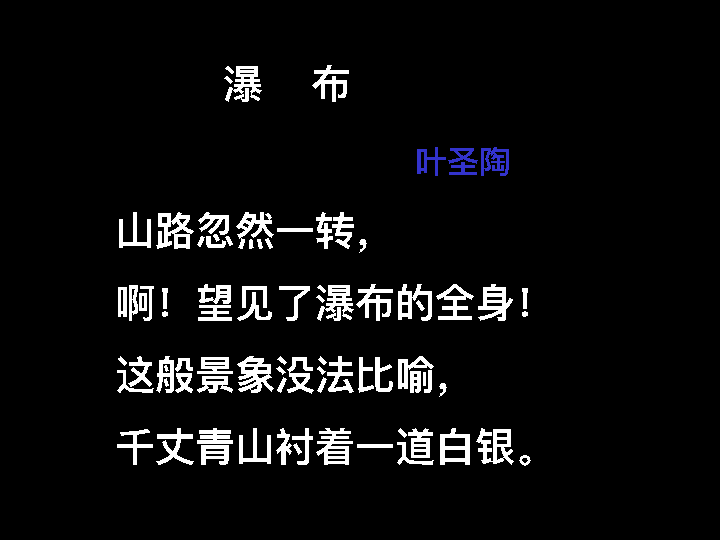 瀑 布
叶圣陶
山路忽然一转，
啊！望见了瀑布的全身！
这般景象没法比喻，
千丈青山衬着一道白银。